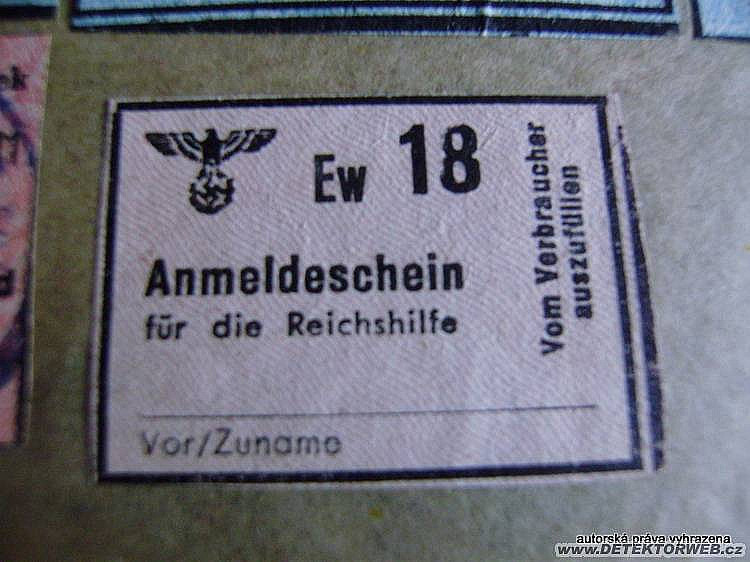 Ew 18
Anmeldeschein
für die Reichshilfe
Vor/Zuname
Vom Verbraucher
auszufüllen
autorská práva vyhrazena
www.DETEKTORWEB.cz